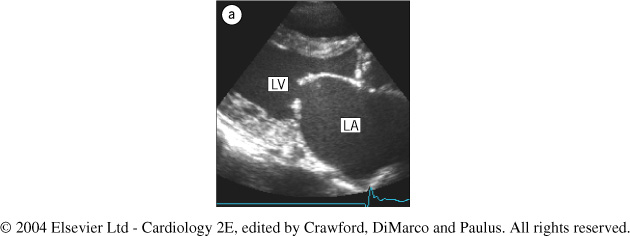 a
LV
LA
© 2004 Elsevier Ltd - Cardiology 2E, edited by Crawford, DiMarco and Paulus. All rights reserved.